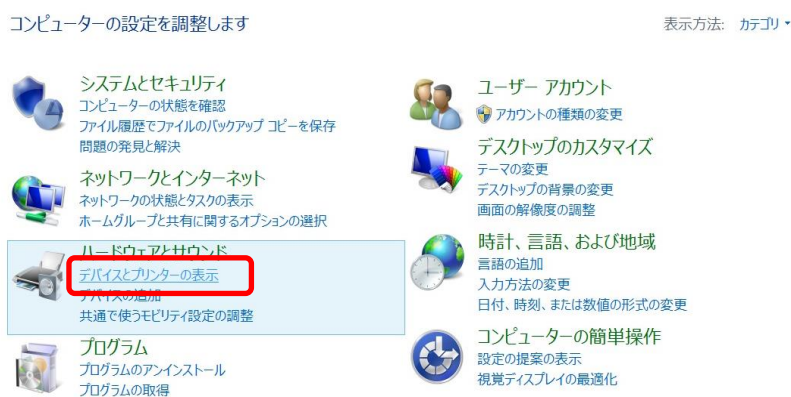 コンピューターの設定を調整します
表示方法: カテゴリ
システムとセキュリティ
コンピューターの状態を確認
ファイル履歴でファイルのバックアップ コピーを保存
問題の発見と解決
ネットワークとインターネット
ネットワークの状態とタスクの表示
ホームグループと共有に関するオプションの選択
ハードウェアとサウンド
デバイスとプリンターの表示
デバイスの追加
共通で使うモビリティ設定の調整
プログラム
プログラムのアンインストール
プログラムの取得
ユーザー アカウント
アカウントの種類の変更
デスクトップのカスタマイズ
テーマの変更
デスクトップの背景の変更
画面の解像度の調整
時計、言語、および地域
言語の追加
入力方法の変更
日付、時刻、または数値の形式の変更
コンピューターの簡単操作
設定の提案の表示
視覚ディスプレイの最適化